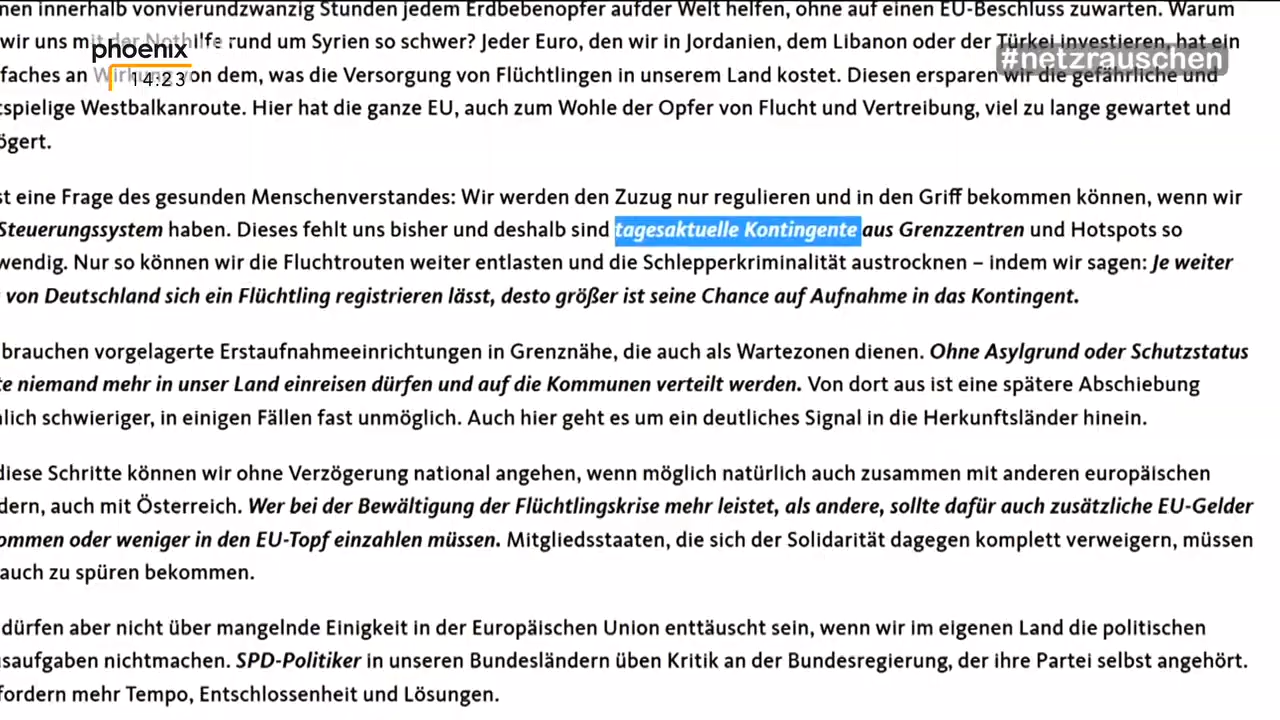 nen innerhalb vonvierundzwanzig Stunden jedem Erdbebenopfer aufder Welt helfen, ohne auf einen EU-Beschluss zuwarten. Warum
wir uns mit der Nothilfe rund um Syrien so schwer? Jeder Euro, den wir in Jordanien, dem Libanon oder der Türkei investieren, hat ein
phoenix
#netzrauschen
faches an Wirkung von dem, was die Versorgung von Flüchtlingen in unserem Land kostet. Diesen ersparen wir die gefährliche und
14:23
tspielige Westbalkanroute. Hier hat die ganze EU, auch zum Wohle der Opfer von Flucht und Vertreibung, viel zu lange gewartet und
ögert.
st eine Frage des gesunden Menschenverstandes: Wir werden den Zuzug nur regulieren und in den Griff bekommen können, wenn wir
Steuerungssystem haben. Dieses fehlt uns bisher und deshalb sind tagesaktuelle Kontingente aus Grenzzentren und Hotspots so
wendig. Nur so können wir die Fluchtrouten weiter entlasten und die Schlepperkriminalität austrocknen – indem wir sagen: Je weiter
von Deutschland sich ein Flüchtling registrieren lässt, desto größer ist seine Chance auf Aufnahme in das Kontingent.
brauchen vorgelagerte Erstaufnahmeeinrichtungen in Grenznähe, die auch als Wartezonen dienen. Ohne Asylgrund oder Schutzstatus
te niemand mehr in unser Land einreisen dürfen und auf die Kommunen verteilt werden. Von dort aus ist eine spätere Abschiebung
lich schwieriger, in einigen Fällen fast unmöglich. Auch hier geht es um ein deutliches Signal in die Herkunftsländer hinein.
diese Schritte können wir ohne Verzögerung national angehen, wenn möglich natürlich auch zusammen mit anderen europäischen
dern, auch mit Österreich. Wer bei der Bewältigung der Flüchtlingskrise mehr leistet, als andere, sollte dafür auch zusätzliche EU-Gelder
ommen oder weniger in den EU-Topf einzahlen müssen. Mitgliedsstaaten, die sich der Solidarität dagegen komplett verweigern, müssen
auch zu spüren bekommen.
dürfen aber nicht über mangelnde Einigkeit in der Europäischen Union enttäuscht sein, wenn wir im eigenen Land die politischen
saufgaben nichtmachen. SPD-Politiker in unseren Bundesländern üben Kritik an der Bundesregierung, der ihre Partei selbst angehört.
fordern mehr Tempo, Entschlossenheit und Lösungen.